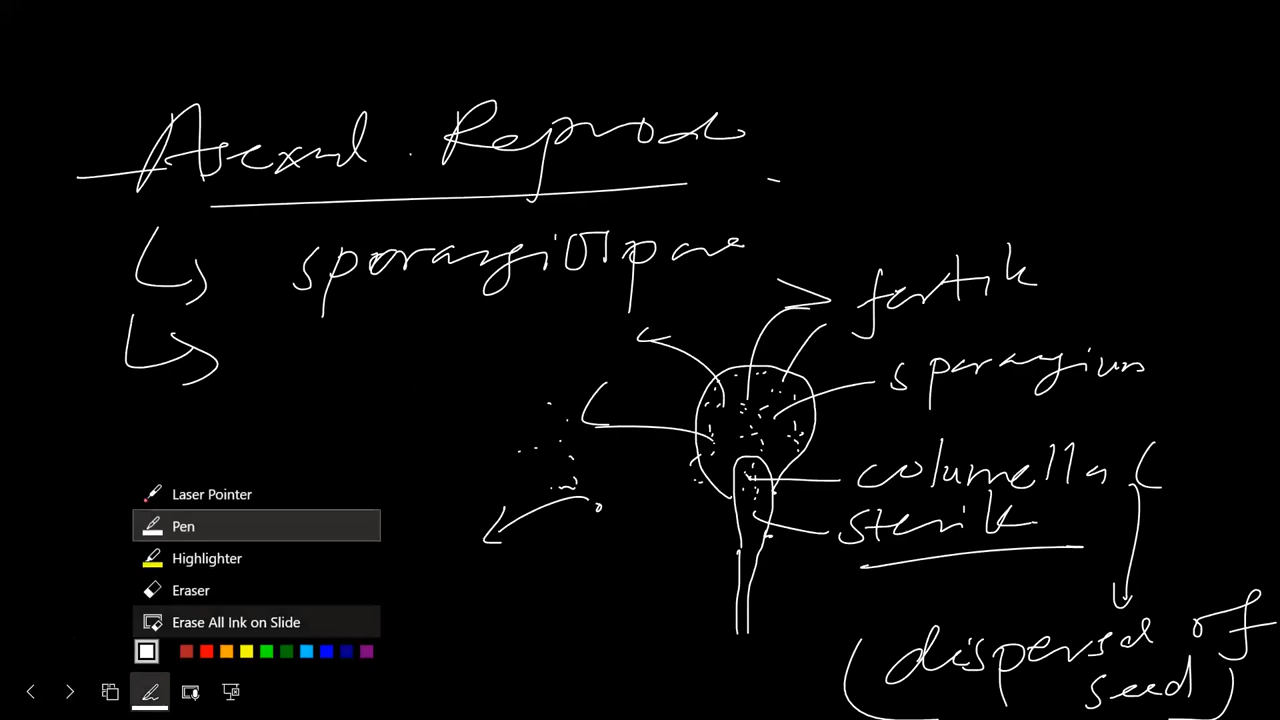 Asexual. Reprod
sporangiospore
fertile
sporangium
columella (
sterile
(dispersal of
seed)
Laser Pointer
Pen
Highlighter
Eraser
Erase All Ink on Slide